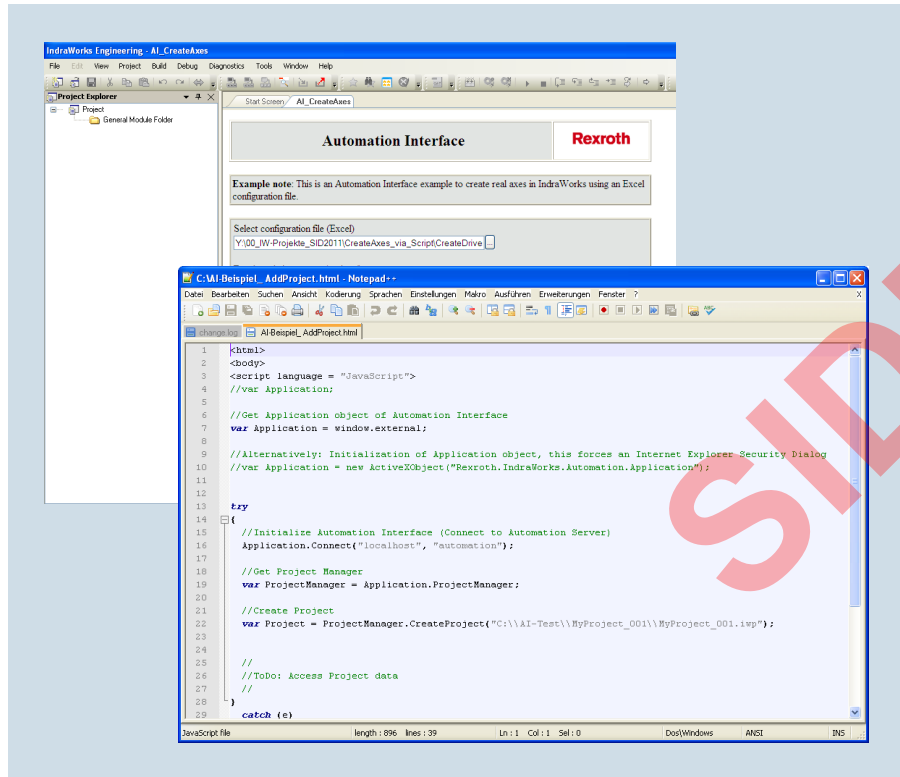 IndraWorks Engineering - AI_CreateAxes
File Edit View Project Build Debug Diagnostics Tools Window Help
Project Explorer
Project
General Module Folder
Start Screen AI_CreateAxes
Automation Interface
Rexroth
Example note: This is an Automation Interface example to create real axes in IndraWorks using an Excel
configuration file.
Select configuration file (Excel)
Y:\00_IW-Projekte_SID2011\CreateAxes_via_Script\CreateDrive ...
C:\AI-Beispiel_ AddProject.html - Notepad++
Datei Bearbeiten Suchen Ansicht Kodierung Sprachen Einstellungen Makro Ausführen Erweiterungen Fenster ? X
change.log AI-Beispiel_ AddProject.html
1 <html>
2 <body>
3 <script language = "JavaScript">
4 //var Application;
5
6 //Get Application object of Automation Interface
7 var Application = window.external;
8
9 //Alternatively: Initialization of Application object, this forces an Internet Explorer Security Dialog
10 //var Application = new ActiveXObject("Rexroth.IndraWorks.Automation.Application");
11
12
13 try
14 {
15 //Initialize Automation Interface (Connect to Automation Server)
16 Application.Connect("localhost", "automation");
17
18 //Get Project Manager
19 var ProjectManager = Application.ProjectManager;
20
21 //Create Project
22 var Project = ProjectManager.CreateProject("C:\\AI-Test\\MyProject_001\\MyProject_001.iwp");
23
24
25 //
26 //ToDo: Access Project data
27 //
28 }
29 catch (e)
JavaScript file length : 896 lines : 39 Ln : 1 Col : 1 Sel : 0 Dos\Windows ANSI INS
SID